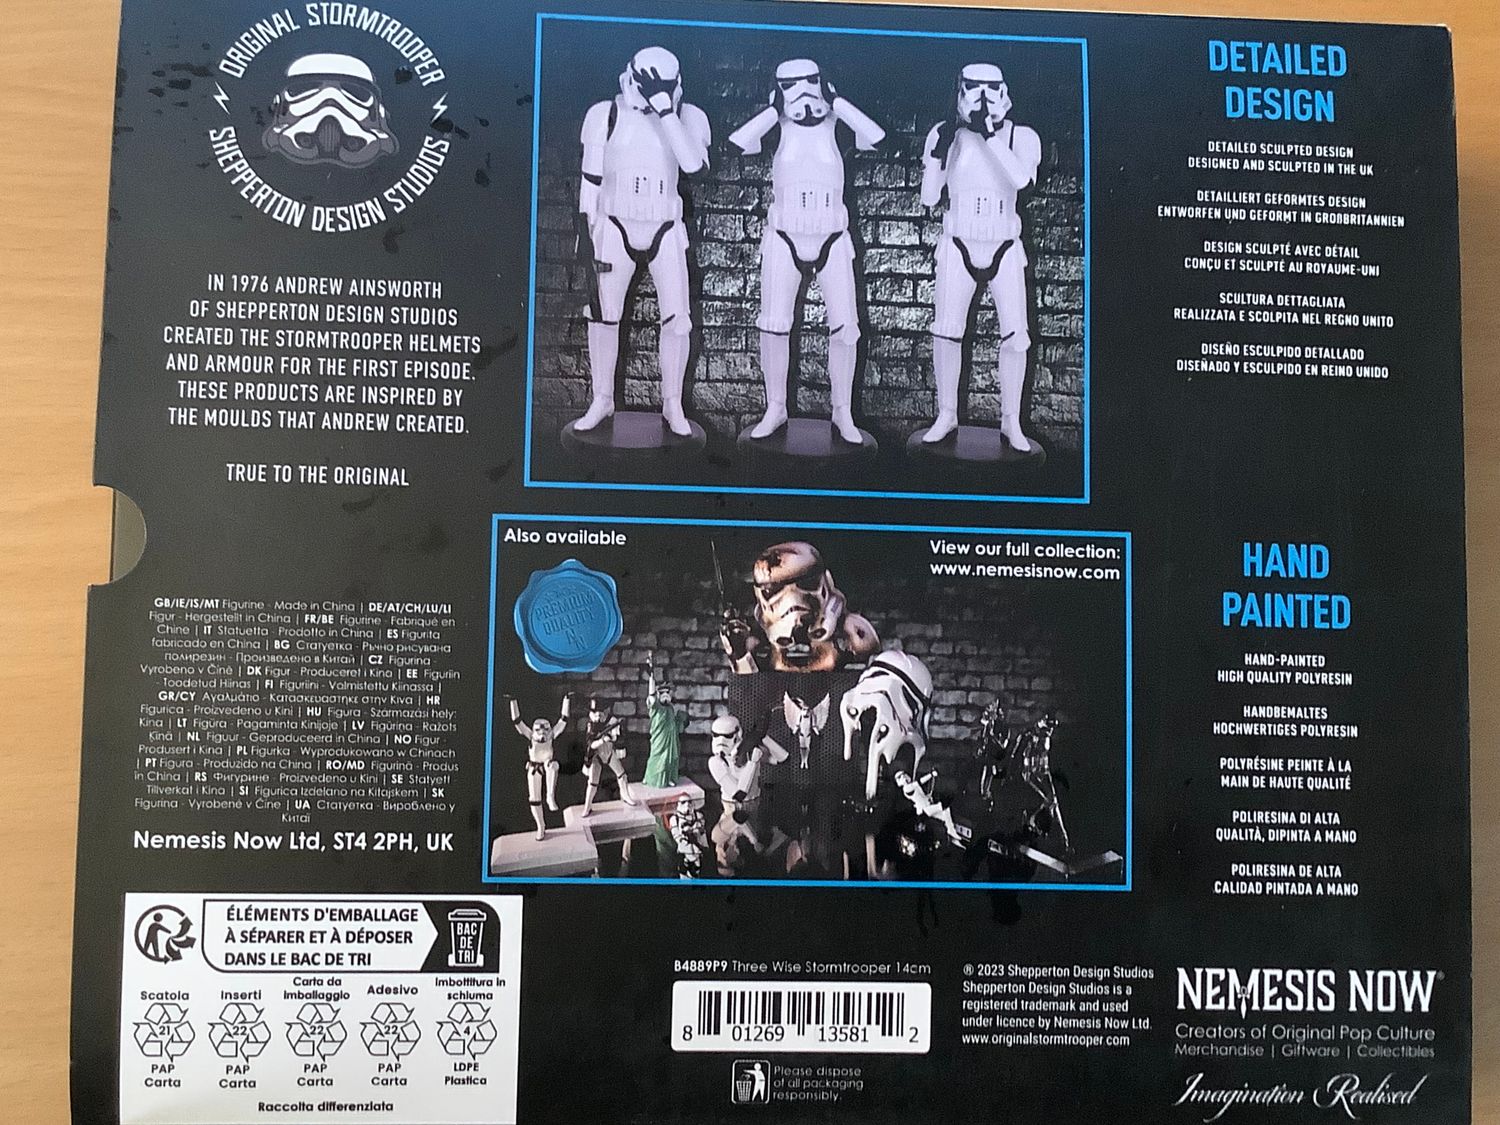 ORIGINAL STORMTROOPER
SHEPPERTON DESIGN STUDIOS
IN 1976 ANDREW AINSWORTH
OF SHEPPERTON DESIGN STUDIOS
CREATED THE STORMTROOPER HELMETS
AND ARMOUR FOR THE FIRST EPISODE.
THESE PRODUCTS ARE INSPIRED BY
THE MOULDS THAT ANDREW CREATED.
TRUE TO THE ORIGINAL
DETAILED
DESIGN
DETAILED SCULPTED DESIGN
DESIGNED AND SCULPTED IN THE UK
DETAILLIERT GEFORMTES DESIGN
ENTWORFEN UND GEFORMT IN GROßBRITANNIEN
DESIGN SCULPTÉ AVEC DÉTAIL
CONÇU ET SCULPTÉ AU ROYAUME-UNI
SCULTURA DETTAGLIATA
REALIZZATA E SCOLPITA NEL REGNO UNITO
DISEÑO ESCULPIDO DETALLADO
DISEÑADO Y ESCULPIDO EN REINO UNIDO
Also available
View our full collection:
www.nemesisnow.com
PREMIUM
QUALITY
N
N
HAND
PAINTED
HAND-PAINTED
HIGH QUALITY POLYRESIN
HANDBEMALTES
HOCHWERTIGES POLYRESIN
POLYRÉSINE PEINTE À LA
MAIN DE HAUTE QUALITÉ
POLIRESINA DI ALTA
QUALITÀ, DIPINTA A MANO
POLIRESINA DE ALTA
CALIDAD PINTADA A MANO
GB/IE/IS/MT Figurine - Made in China | DE/AT/CH/LU/LI
Figur - Hergestellt in China | FR/BE Figurine - Fabriqué en
Chine | IT Statuetta - Prodotto in China | ES Figurita
fabricado en China | BG Статуетка - Ръчно рисувана
полирезин - Произведено в Китай | CZ Figurina -
Vyrobeno v Číně | DK Figur - Produceret i Kina | EE Figuriin
- Toodetud Hiinas | FI Figuriini - Valmistettu Kiinassa |
GR/CY Αγαλμάτιο - Κατασκευαστηκε στην Κινα | HR
Figurica - Proizvedeno u Kini | HU Figura - Származási hely:
Kína | LT Figūra - Pagaminta Kinijoje | LV Figūrina - Ražots
Ķīnā | NL Figuur - Geproduceerd in China | NO Figur -
Produsert i Kina | PL Figurka - Wyprodukowano w Chinach
| PT Figura - Produzido na China | RO/MD Figurină - Produs
in China | RS Фигурине - Proizvedeno u Kini | SE Statyett
Tillverkat i Kina | SI Figurica Izdelano na Kitajskem | SK
Figurína - Vyrobené v Číne | UA Статуетка - Вироблено у
Китаї
Nemesis Now Ltd, ST4 2PH, UK
ÉLÉMENTS D'EMBALLAGE
À SÉPARER ET À DÉPOSER
DANS LE BAC DE TRI
BAC
DE
TRI
Scatola
21
PAP
Carta
Inserti
22
PAP
Carta
Carta da
imballaggio
22
PAP
Carta
Adesivo
22
PAP
Carta
Imbottitura in
schiuma
4
LDPE
Plastica
Raccolta differenziata
B4889P9 Three Wise Stormtrooper 14cm
8 01269 13581 2
Please dispose
of all packaging
responsibly.
® 2023 Shepperton Design Studios
Shepperton Design Studios is a
registered trademark and used
under licence by Nemesis Now Ltd.
www.originalstormtrooper.com
NEMESIS NOW®
Creators of Original Pop Culture
Merchandise | Giftware | Collectibles
Imagination Realised